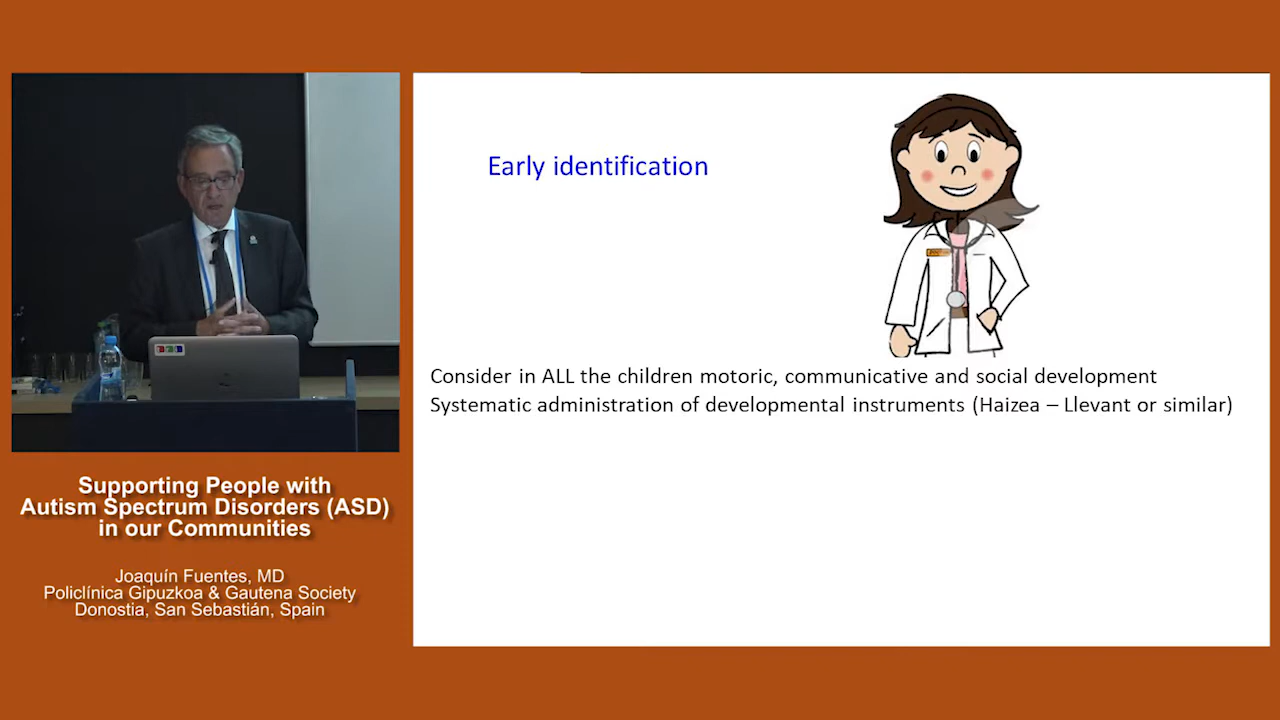 Early identification
Consider in ALL the children motoric, communicative and social development
Systematic administration of developmental instruments (Haizea – Llevant or similar)
Supporting People with
Autism Spectrum Disorders (ASD)
in our Communities
Joaquín Fuentes, MD
Policlínica Gipuzkoa & Gautena Society
Donostia, San Sebastián, Spain